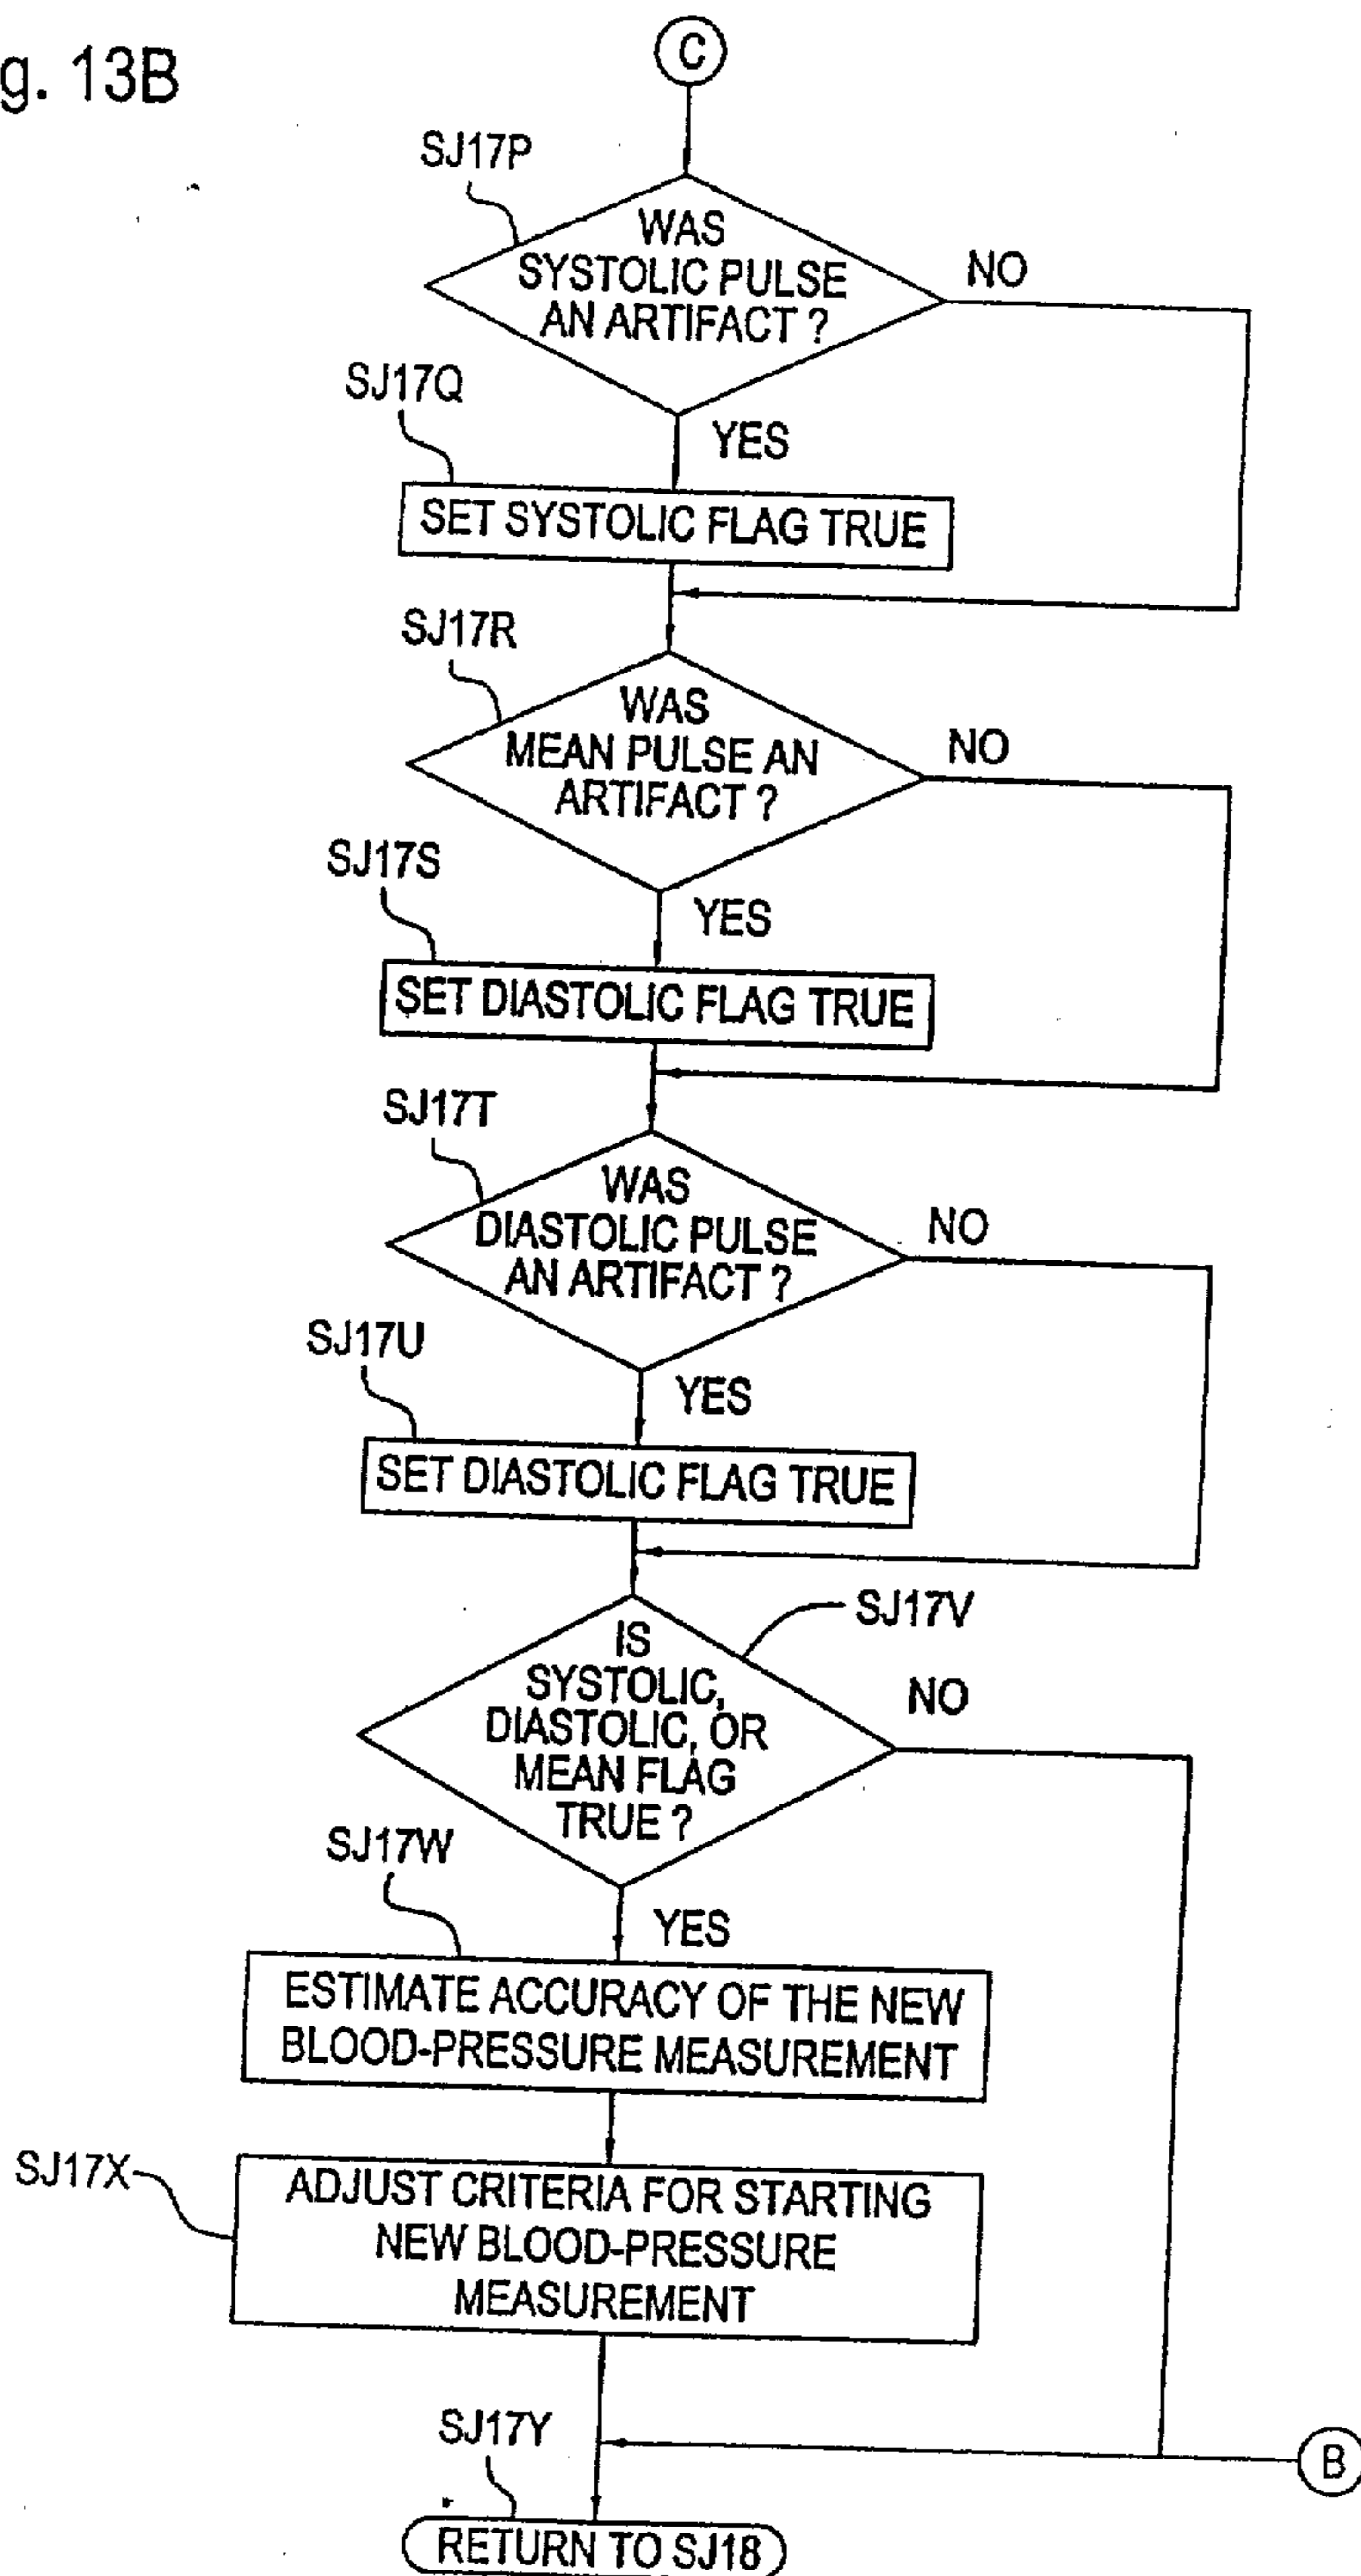 g. 13B
C
SJ17P
WAS
SYSTOLIC PULSE
AN ARTIFACT ?
NO
SJ17Q
YES
SET SYSTOLIC FLAG TRUE
SJ17R
WAS
MEAN PULSE AN
ARTIFACT ?
NO
SJ17S
YES
SET DIASTOLIC FLAG TRUE
SJ17T
WAS
DIASTOLIC PULSE
AN ARTIFACT ?
NO
SJ17U
YES
SET DIASTOLIC FLAG TRUE
SJ17V
IS
SYSTOLIC,
DIASTOLIC, OR
MEAN FLAG
TRUE ?
NO
SJ17W
YES
ESTIMATE ACCURACY OF THE NEW
BLOOD-PRESSURE MEASUREMENT
SJ17X
ADJUST CRITERIA FOR STARTING
NEW BLOOD-PRESSURE
MEASUREMENT
SJ17Y
B
RETURN TO SJ18